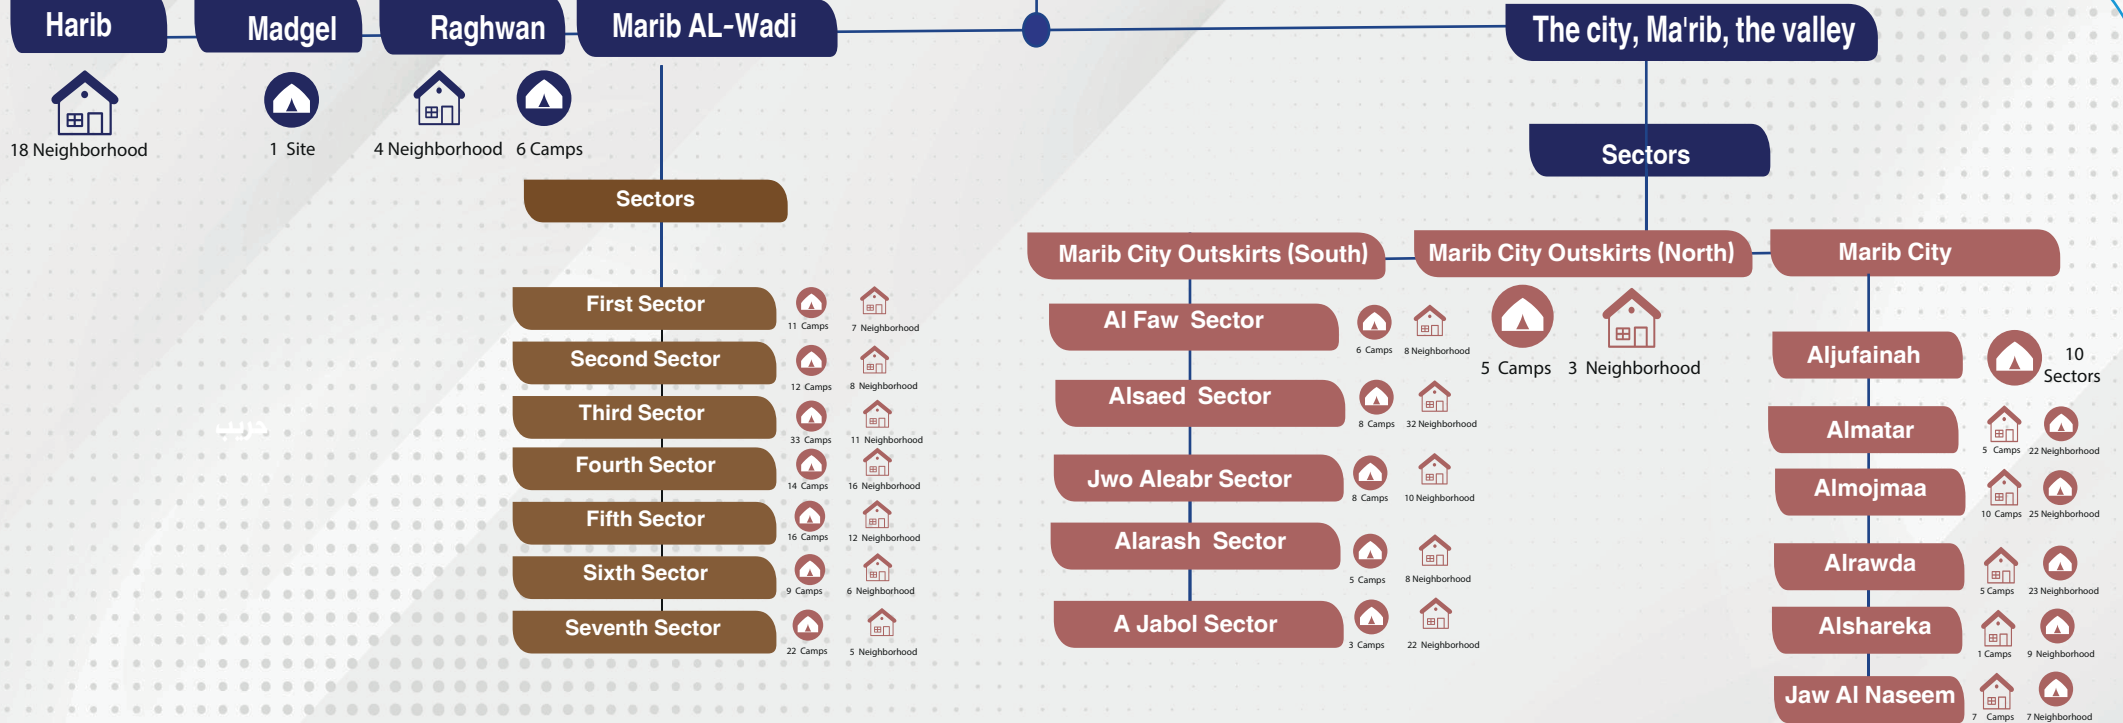 Harib
Madgel
Raghwan
Marib AL-Wadi
The city, Ma'rib, the valley
18 Neighborhood
1 Site
4 Neighborhood
6 Camps
Sectors
First Sector
11 Camps
7 Neighborhood
Second Sector
12 Camps
8 Neighborhood
Third Sector
33 Camps
11 Neighborhood
Fourth Sector
14 Camps
16 Neighborhood
Fifth Sector
16 Camps
12 Neighborhood
Sixth Sector
9 Camps
6 Neighborhood
Seventh Sector
22 Camps
5 Neighborhood
حريب
Sectors
Marib City Outskirts (South)
Marib City Outskirts (North)
Marib City
Al Faw Sector
6 Camps
8 Neighborhood
Alsaed Sector
8 Camps
32 Neighborhood
Jwo Aleabr Sector
8 Camps
10 Neighborhood
Alarash Sector
5 Camps
8 Neighborhood
A Jabol Sector
3 Camps
22 Neighborhood
5 Camps
3 Neighborhood
Aljufainah
10
Sectors
Almatar
5 Camps
22 Neighborhood
Almojmaa
10 Camps
25 Neighborhood
Alrawda
5 Camps
23 Neighborhood
Alshareka
1 Camps
9 Neighborhood
Jaw Al Naseem
7 Camps
7 Neighborhood